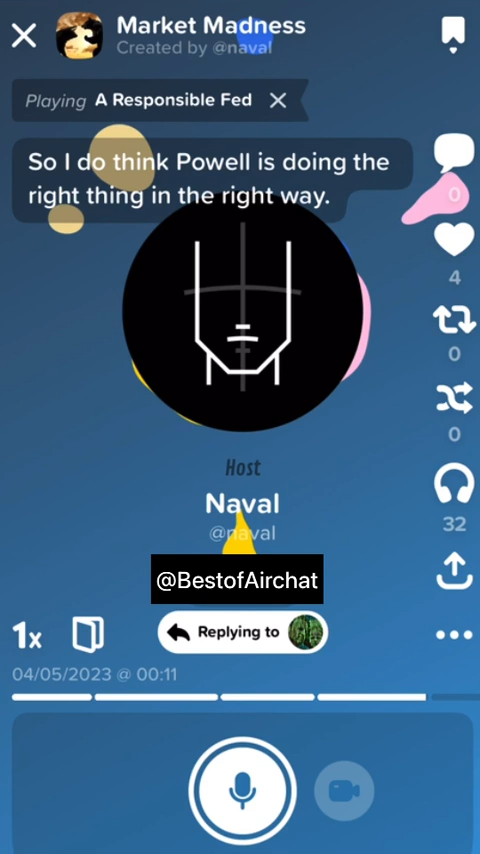 Market Madness
Created by @naval
Playing A Responsible Fed
So I do think Powell is doing the
right thing in the right way.
0
4
0
0
32
Host
Naval
@naval
@BestofAirchat
1x
Replying to
04/05/2023 @ 00:11